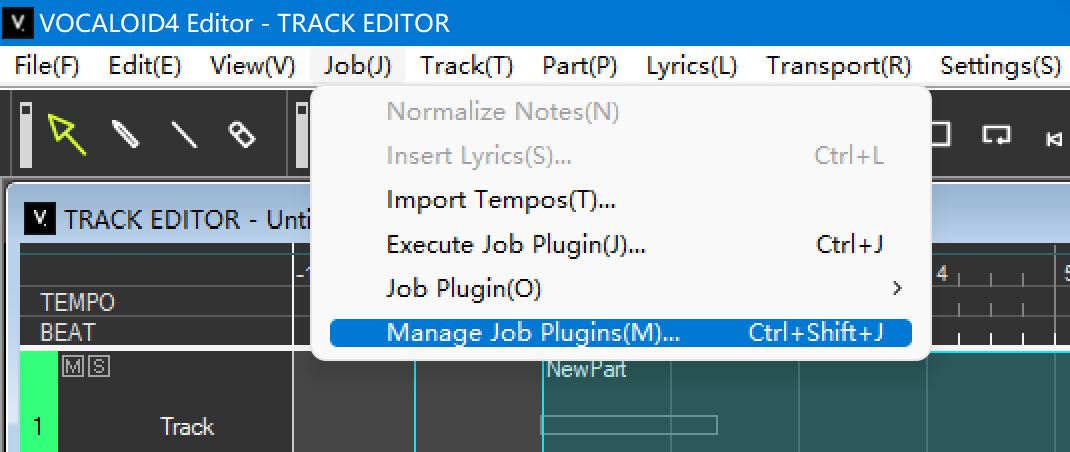 VOCALOID4 Editor - TRACK EDITOR
File(F) Edit(E) View(V) Job(J) Track(T) Part(P) Lyrics(L) Transport(R) Settings(S)
Normalize Notes(N)
Insert Lyrics(S)... Ctrl+L
Import Tempos(T)...
Execute Job Plugin(J)... Ctrl+J
Job Plugin(O)
Manage Job Plugins(M)... Ctrl+Shift+J
TRACK EDITOR - Unti
-1 4 5
TEMPO
BEAT
M S NewPart
1 Track